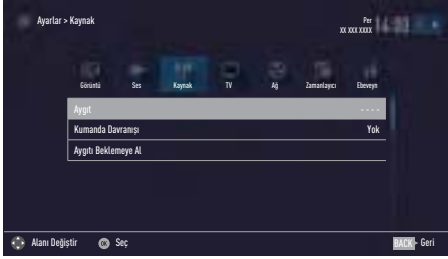 Ayarlar > Kaynak
Per
xx xxx xxxx
Görüntü Ses Kaynak TV Ağ Zamanlayıcı Ebeveyn
Aygıt - - - -
Kumanda Davranışı Yok
Aygıtı Beklemeye Al
Alanı Değiştir OK Seç BACK - Geri